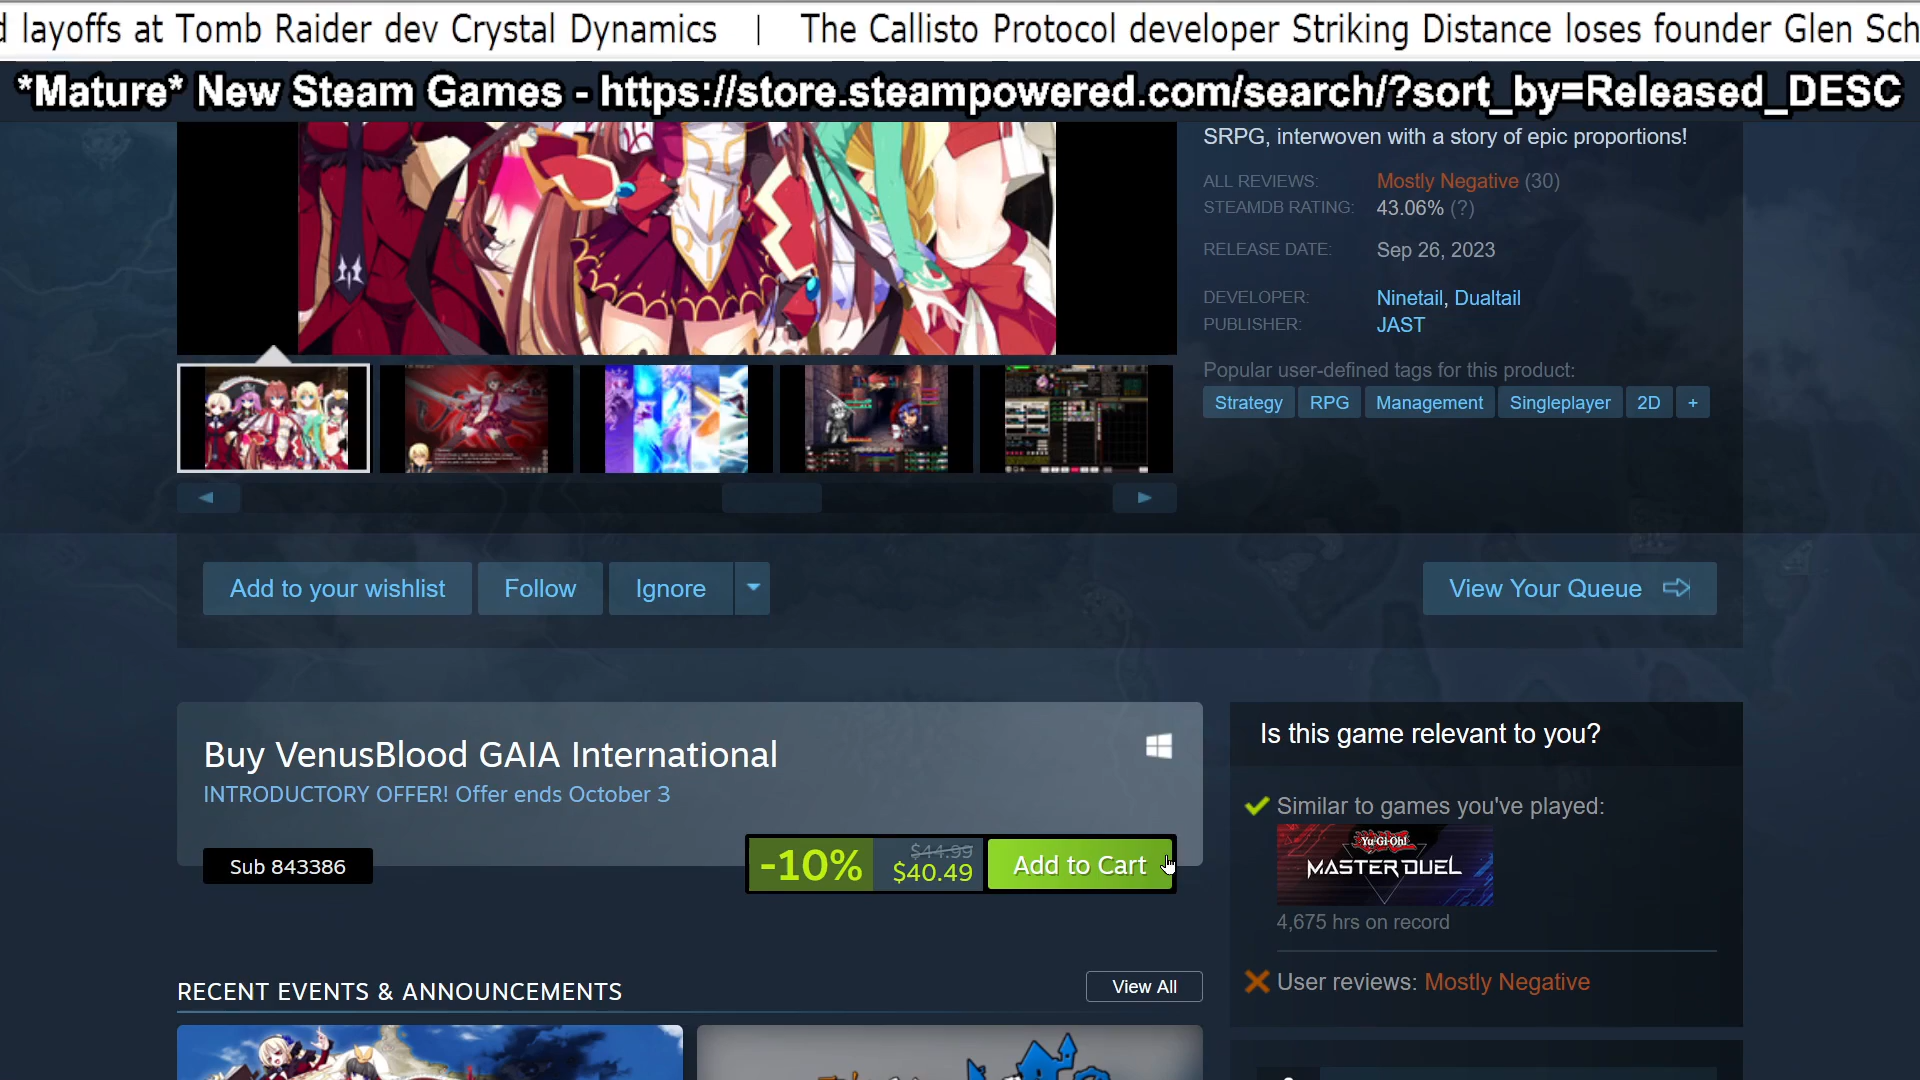 d layoffs at Tomb Raider dev Crystal Dynamics | The Callisto Protocol developer Striking Distance loses founder Glen Sch
*Mature* New Steam Games - https://store.steampowered.com/search/?sort_by=Released_DESC
SRPG, interwoven with a story of epic proportions!
ALL REVIEWS: Mostly Negative (30)
STEAMDB RATING: 43.06% (?)
RELEASE DATE: Sep 26, 2023
DEVELOPER: Ninetail, Dualtail
PUBLISHER: JAST
Popular user-defined tags for this product:
Strategy RPG Management Singleplayer 2D +
Add to your wishlist Follow Ignore View Your Queue
Buy VenusBlood GAIA International
INTRODUCTORY OFFER! Offer ends October 3
Sub 843386
-10% $44.99 $40.49 Add to Cart
Is this game relevant to you?
Similar to games you've played:
Yu-Gi-Oh!
MASTER DUEL
4,675 hrs on record
User reviews: Mostly Negative
RECENT EVENTS & ANNOUNCEMENTS View All